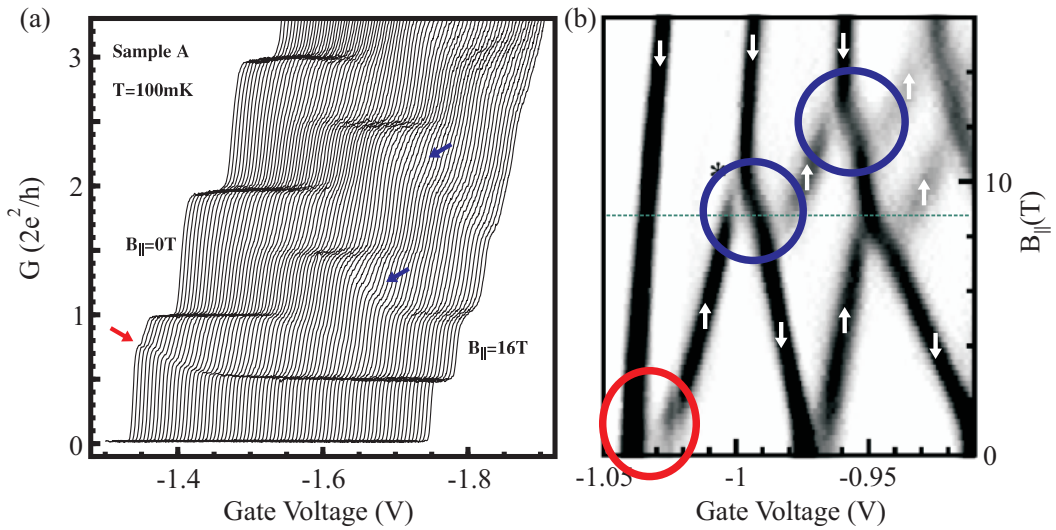 (a)
3
2
1
0
G (2e²/h)
Sample A
T=100mK
B||=0T
B||=16T
-1.4
-1.6
-1.8
Gate Voltage (V)
(b)
*
10
0
B||(T)
-1.05
-1
-0.95
Gate Voltage (V)